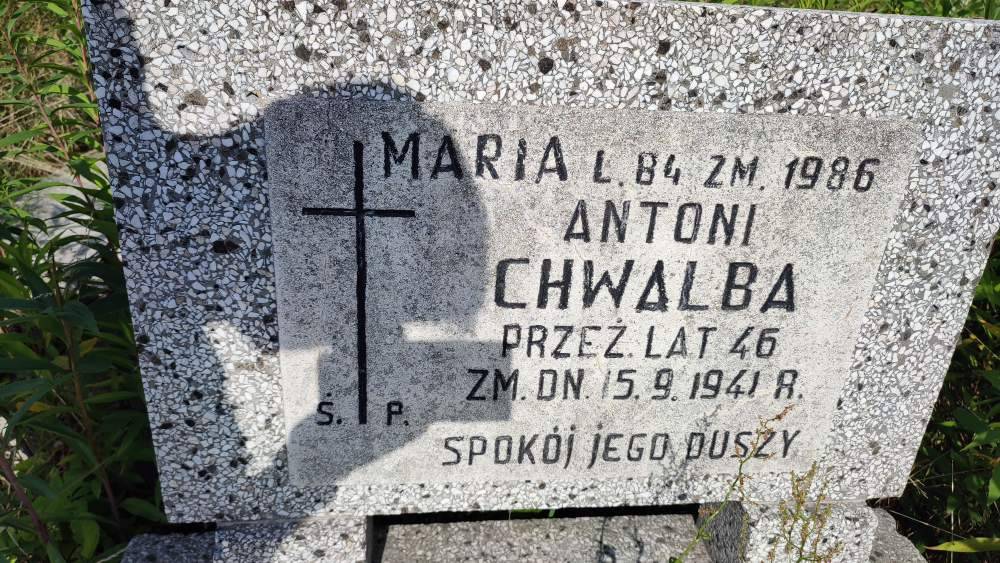 MARIA L. 84 ZM. 1986
ANTONI
CHWALBA
PRZEŻ. LAT 46
ZM. DN. 15.9.1941 R.
Ś. P.
SPOKÓJ JEGO DUSZY